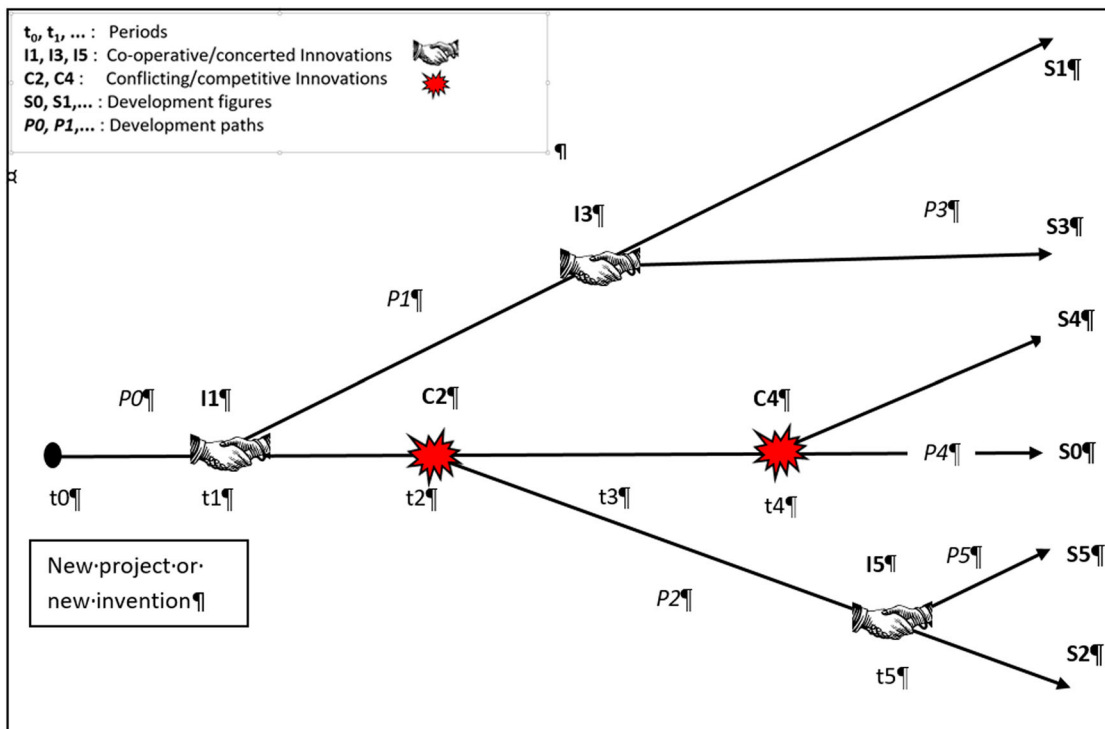 t0, t1, ... : Periods
I1, I3, I5 : Co-operative/concerted Innovations
C2, C4 : Conflicting/competitive Innovations
S0, S1,... : Development figures
P0, P1,... : Development paths
¶
¤
S1¶
I3¶
P3¶
S3¶
P1¶
S4¶
P0¶
I1¶
C2¶
C4¶
P4¶
S0¶
t0¶
t1¶
t2¶
t3¶
t4¶
New·project·or·
new·invention¶
I5¶
P5¶
S5¶
P2¶
S2¶
t5¶